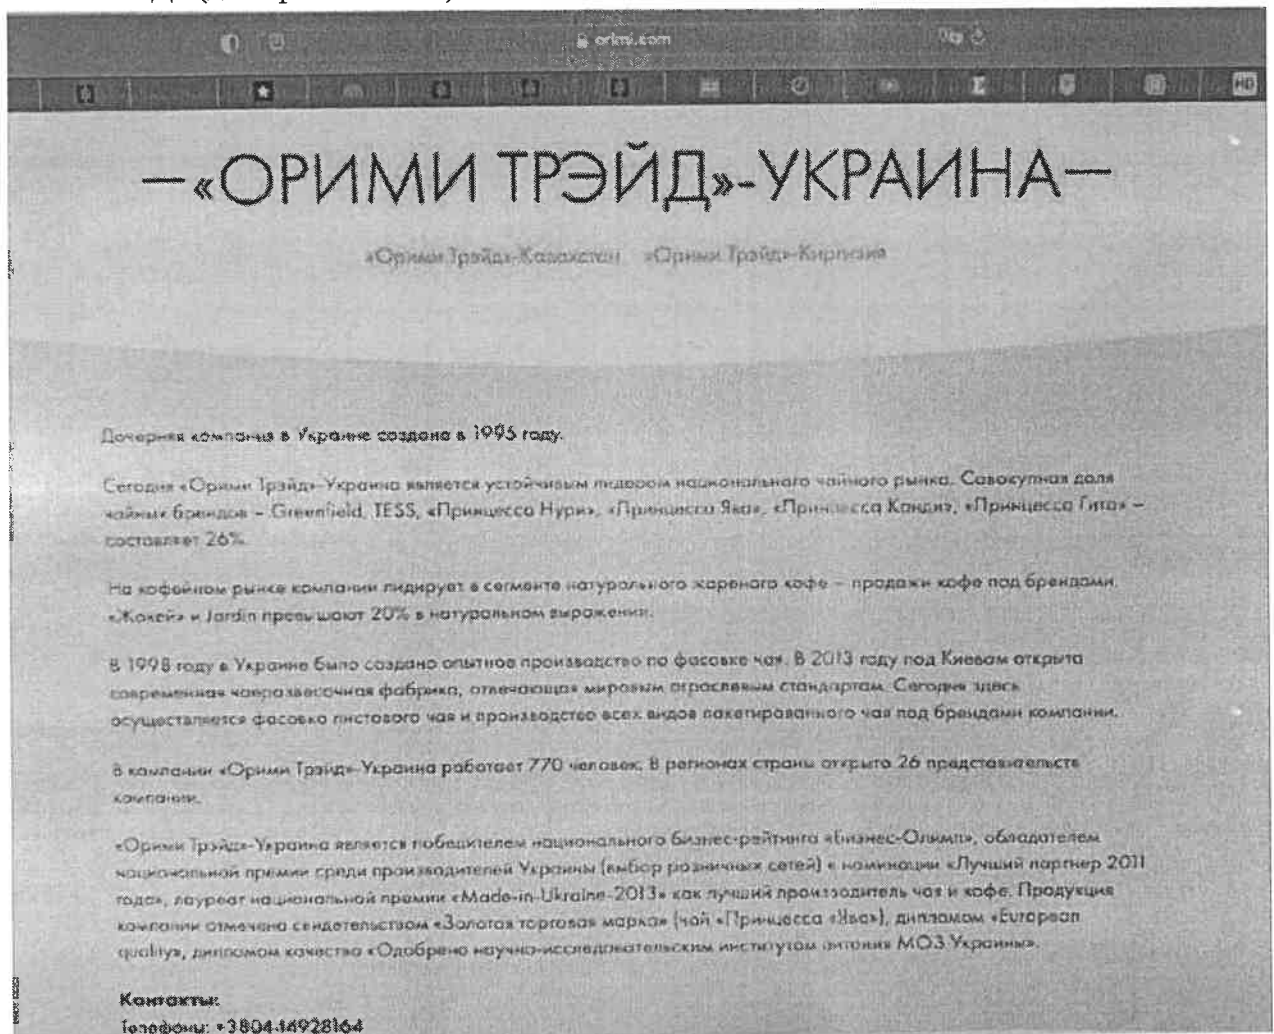 orimi.com
HD
—«ОРИМИ ТРЭЙД»-УКРАИНА—
«Орими Трэйд»-Казахстан «Орими Трэйд»-Киргизия
Дочерняя компания в Украине создана в 1995 году.
Сегодня «Орими Трэйд»-Украина является устойчивым лидером национального чайного рынка. Совокупная доля
чайных брендов – Greenfield, TESS, «Принцесса Нури», «Принцесса Ява», «Принцесса Канди», «Принцесса Гита» –
составляет 26%.
На кофейном рынке компании лидирует в сегменте натурального жареного кофе – продажи кофе под брендами
«Жокей» и Jardin превышают 20% в натуральном выражении.
В 1998 году в Украине было создано опытное производство по фасовке чая. В 2013 году под Киевом открыта
современная чаеразвесочная фабрика, отвечающая мировым отраслевым стандартам. Сегодня здесь
осуществляется фасовка листового чая и производство всех видов пакетированного чая под брендами компании.
В компании «Орими Трэйд»-Украина работает 770 человек. В регионах страны открыто 26 представительств
компании.
«Орими Трэйд»-Украина является победителем национального бизнес-рейтинга «Бизнес-Олимп», обладателем
национальной премии среди производителей Украины (выбор розничных сетей) в номинации «Лучший партнер 2011
года», лауреат национальной премии «Made-in-Ukraine-2013» как лучший производитель чая и кофе. Продукция
компании отмечена свидетельством «Золотая торговая марка» (чай «Принцесса «Ява»), дипломом «European
quality», дипломом качества «Одобрено научно-исследовательским институтом питания МОЗ Украины».
Контакты:
Телефоны: +3804-14928164